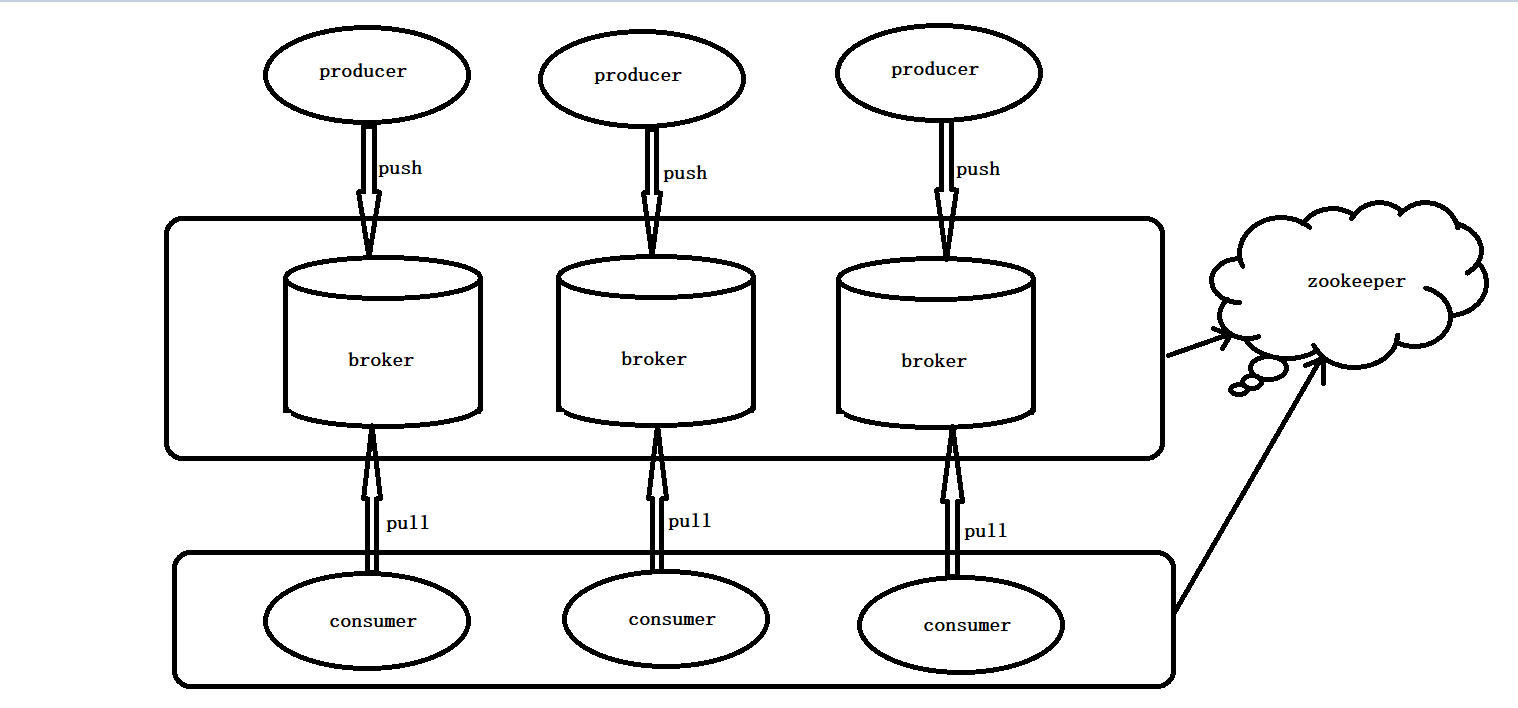 producer
producer
producer
push
push
push
zookeeper
broker
broker
broker
pull
pull
pull
consumer
consumer
consumer